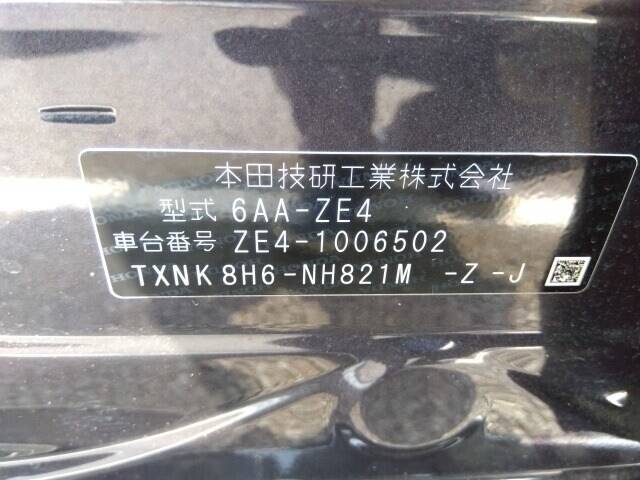 本田技研工業株式会社
型式 6AA-ZE4
車台番号 ZE4-1006502
TXNK 8H6-NH821M -Z -J